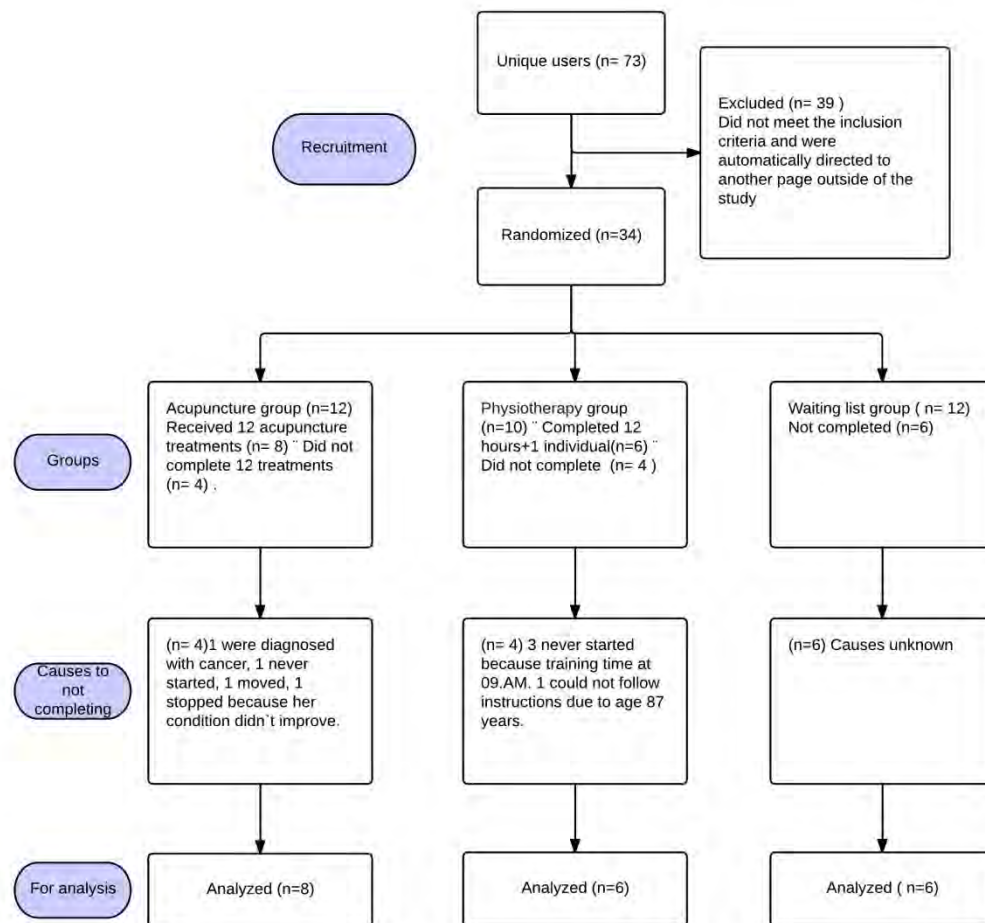 Unique users (n= 73)
Excluded (n= 39 )
Did not meet the inclusion
criteria and were
automatically directed to
another page outside of the
study
Recruitment
Randomized (n=34)
Groups
Acupuncture group (n=12)
Received 12 acupuncture
treatments (n= 8) ¨ Did not
complete 12 treatments
(n= 4) .
Physiotherapy group
(n=10) ¨ Completed 12
hours+1 individual(n=6) ¨
Did not complete (n= 4 )
Waiting list group ( n= 12)
Not completed (n=6)
Causes to
not
completing
(n= 4)1 were diagnosed
with cancer, 1 never
started, 1 moved, 1
stopped because her
condition didn`t improve.
(n= 4) 3 never started
because training time at
09.AM. 1 could not follow
instructions due to age 87
years.
(n=6) Causes unknown
For analysis
Analyzed (n=8)
Analyzed (n=6)
Analyzed ( n=6)